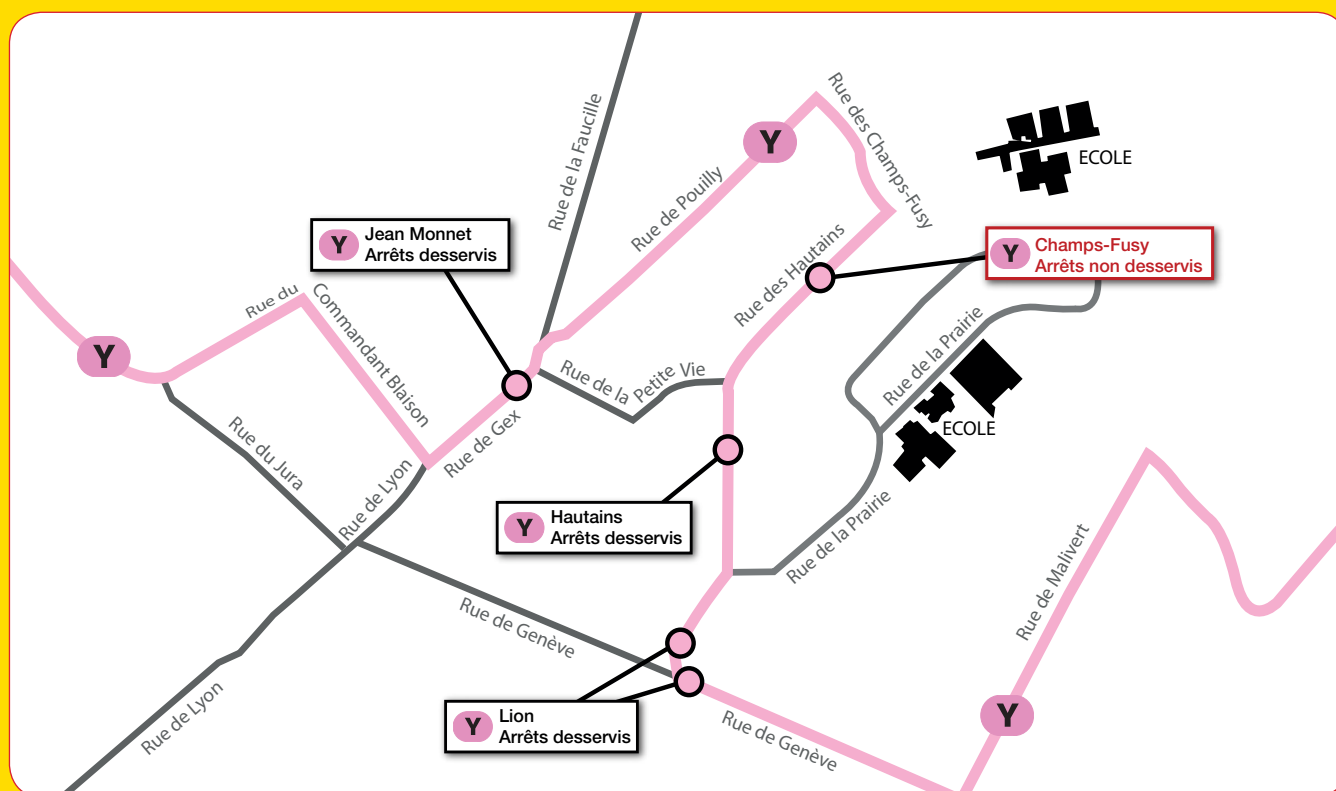 Rue de la Faucille
Rue des Champs-Fusy
Y
Rue de Pouilly
ECOLE
Y
Jean Monnet
Arrêts desservis
Rue des Hautains
Y
Champs-Fusy
Arrêts non desservis
Rue du
Commandant Blaison
Y
Rue de la
Petite Vie
Rue de la Prairie
Rue de Gex
ECOLE
Rue du Jura
Rue de Lyon
Y
Hautains
Arrêts desservis
Rue de la Prairie
Rue de Malivert
Rue de Genève
Rue de Lyon
Y
Lion
Arrêts desservis
Rue de Genève
Y